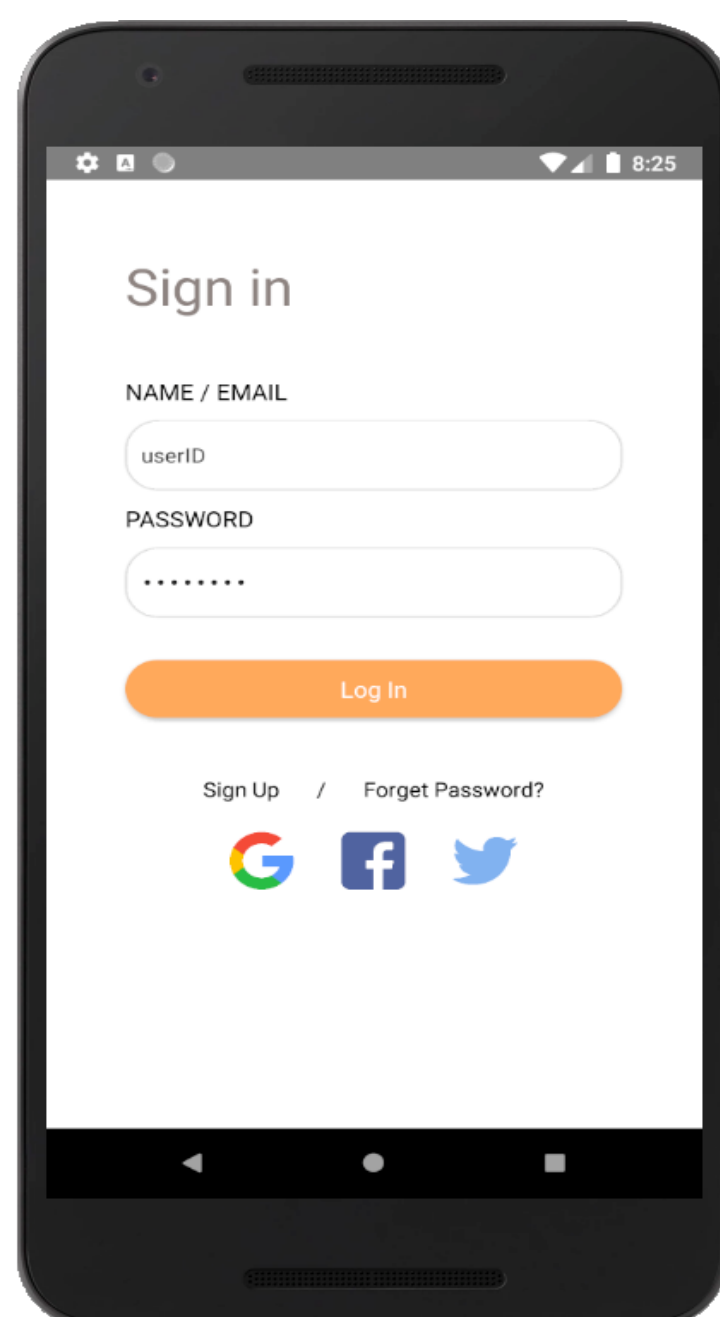 8:25
Sign in
NAME / EMAIL
userID
PASSWORD
••••••••
Log In
Sign Up / Forget Password?